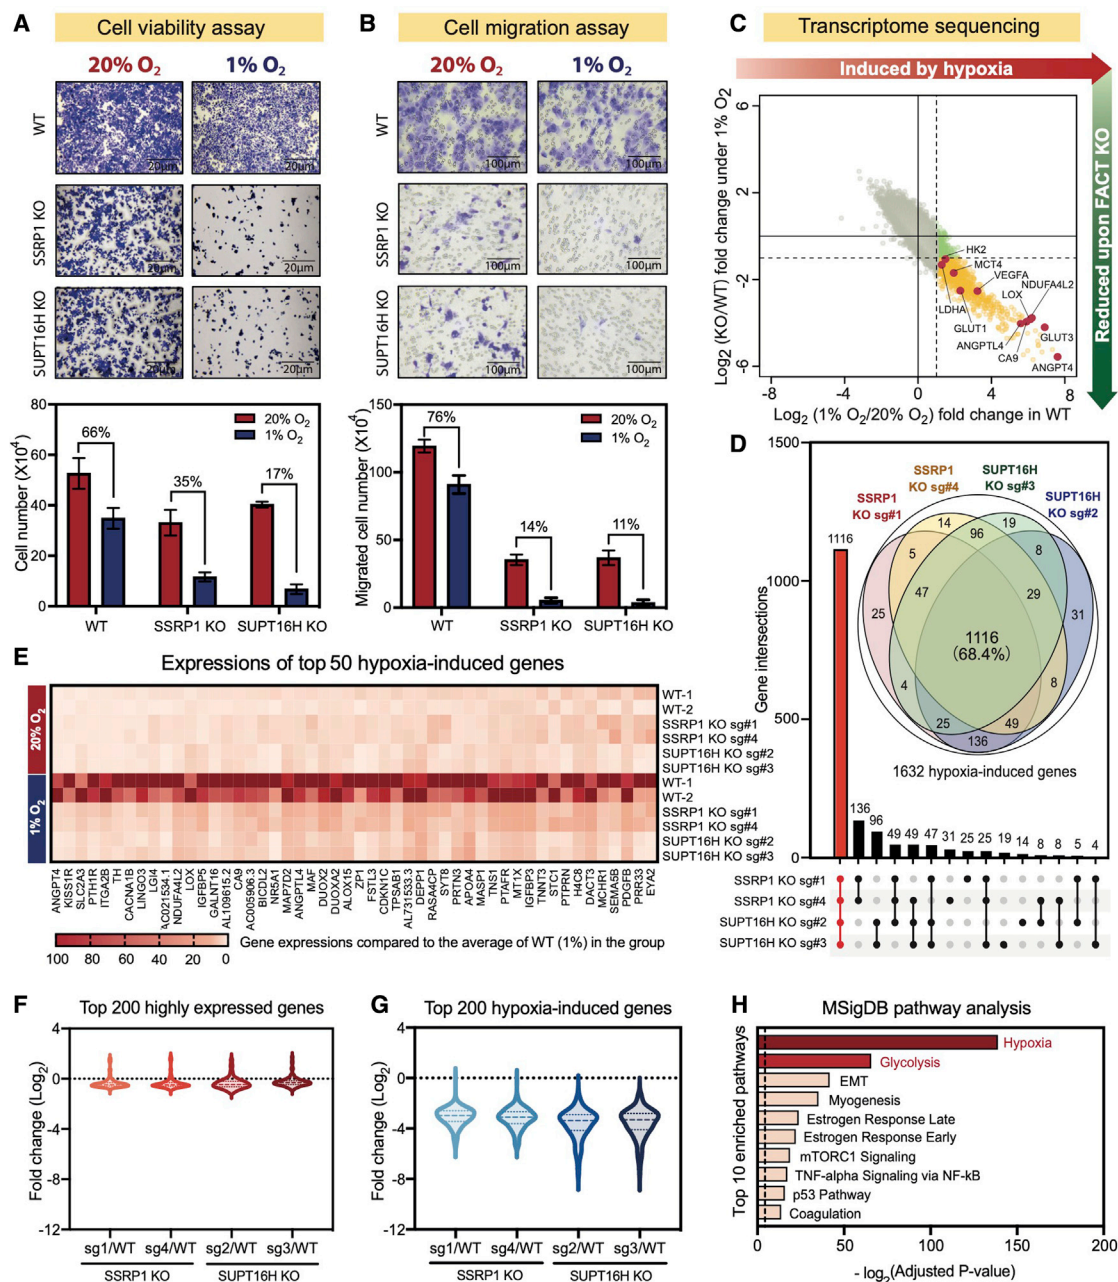 A
Cell viability assay
20% O2
1% O2
WT
20μm
20μm
SSRP1 KO
20μm
SUPT16H KO
Cell number (X10^4)
80
60
40
20
0
20% O2
1% O2
66%
35%
17%
WT
SSRP1 KO
SUPT16H KO
B
Cell migration assay
20% O2
1% O2
WT
100μm
100μm
SSRP1 KO
100μm
100μm
SUPT16H KO
100μm
100μm
Migrated cell number (X10^4)
150
100
50
0
20% O2
1% O2
76%
14%
11%
WT
SSRP1 KO
SUPT16H KO
C
Transcriptome sequencing
Induced by hypoxia
Reduced upon FACT KO
Log2 (KO/WT) fold change under 1% O2
6
2
-2
-6
HK2
MCT4
VEGFA
NDUFA4L2
LOX
LDHA
GLUT1
ANGPTL4
CA9
GLUT3
ANGPT4
-8
-4
0
4
8
Log2 (1% O2/20% O2) fold change in WT
D
Gene intersections
1500
1000
500
0
SSRP1
KO sg#1
SSRP1
KO sg#4
SUPT16H
KO sg#3
SUPT16H
KO sg#2
14
19
96
5
8
47
29
25
31
1116
(68.4%)
4
8
25
49
136
1632 hypoxia-induced genes
1116
136
96
49
49
47
31
25
25
19
14
8
8
5
4
SSRP1 KO sg#1
SSRP1 KO sg#4
SUPT16H KO sg#2
SUPT16H KO sg#3
E
Expressions of top 50 hypoxia-induced genes
20% O2
1% O2
WT-1
WT-2
SSRP1 KO sg#1
SSRP1 KO sg#4
SUPT16H KO sg#2
SUPT16H KO sg#3
WT-1
WT-2
SSRP1 KO sg#1
SSRP1 KO sg#4
SUPT16H KO sg#2
SUPT16H KO sg#3
ANGPT4
KISS1R
SLC2A3
PTH1R
ITGA2B
TH
CACNA1B
LINGO3
LGI4
AC021534.1
NDUFA4L2
LOX
IGFBP5
GALNT16
AL109615.2
CA9
AC005906.3
BICDL2
NR5A1
MAP7D2
ANGPTL4
MAF
DUOX2
DUOXA2
ALOX15
ZP1
FSTL3
CDKN1C
TPSAB1
AL731533.2
DEPP1
RASA4CP
SYT8
PRTN3
APOA4
MASP1
TNS1
PTAFR
MT1X
IGFBP3
TNNT3
STC1
PTPRN
H4C8
DACT3
MCHR1
SEMA5B
PDGFB
PRR33
EYA2
100
80
60
40
20
0
Gene expressions compared to the average of WT (1%) in the group
F
Top 200 highly expressed genes
Fold change (Log2)
4
0
-4
-8
-12
sg1/WT
sg4/WT
sg2/WT
sg3/WT
SSRP1 KO
SUPT16H KO
G
Top 200 hypoxia-induced genes
Fold change (Log2)
4
0
-4
-8
-12
sg1/WT
sg4/WT
sg2/WT
sg3/WT
SSRP1 KO
SUPT16H KO
H
MSigDB pathway analysis
Top 10 enriched pathways
Hypoxia
Glycolysis
EMT
Myogenesis
Estrogen Response Late
Estrogen Response Early
mTORC1 Signaling
TNF-alpha Signaling via NF-kB
p53 Pathway
Coagulation
0
50
100
150
200
- log2(Adjusted P-value)